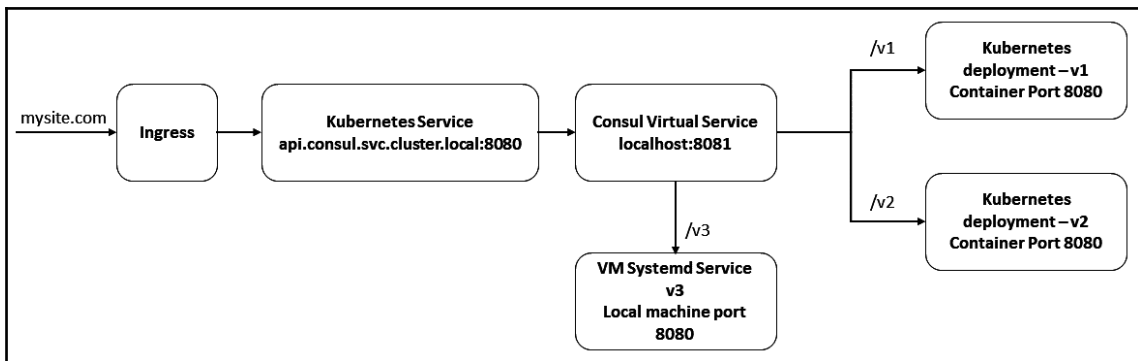 mysite.com
Ingress
Kubernetes Service
api.consul.svc.cluster.local:8080
Consul Virtual Service
localhost:8081
/v1
Kubernetes
deployment – v1
Container Port 8080
/v2
Kubernetes
deployment – v2
Container Port 8080
/v3
VM Systemd Service
v3
Local machine port
8080